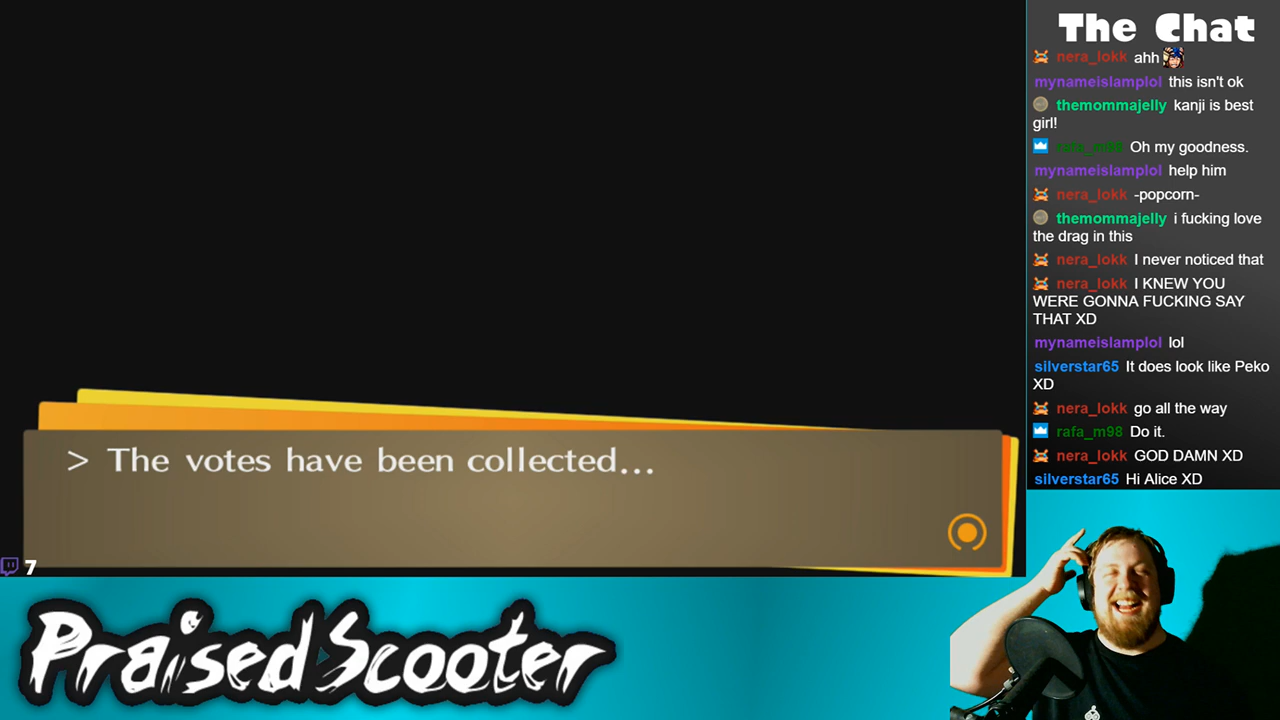 The Chat
nera_lokk ahh
mynameislamplol this isn't ok
themommajelly kanji is best
girl!
rafa_m98 Oh my goodness.
mynameislamplol help him
nera_lokk -popcorn-
themommajelly i fucking love
the drag in this
nera_lokk I never noticed that
nera_lokk I KNEW YOU
WERE GONNA FUCKING SAY
THAT XD
mynameislamplol lol
silverstar65 It does look like Peko
XD
nera_lokk go all the way
rafa_m98 Do it.
nera_lokk GOD DAMN XD
silverstar65 Hi Alice XD
> The votes have been collected...
7
PraisedScooter